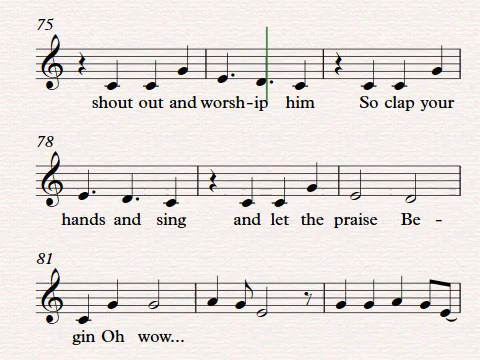 75
shout out and worsh-ip him So clap your
78
hands and sing and let the praise Be -
81
gin Oh wow...